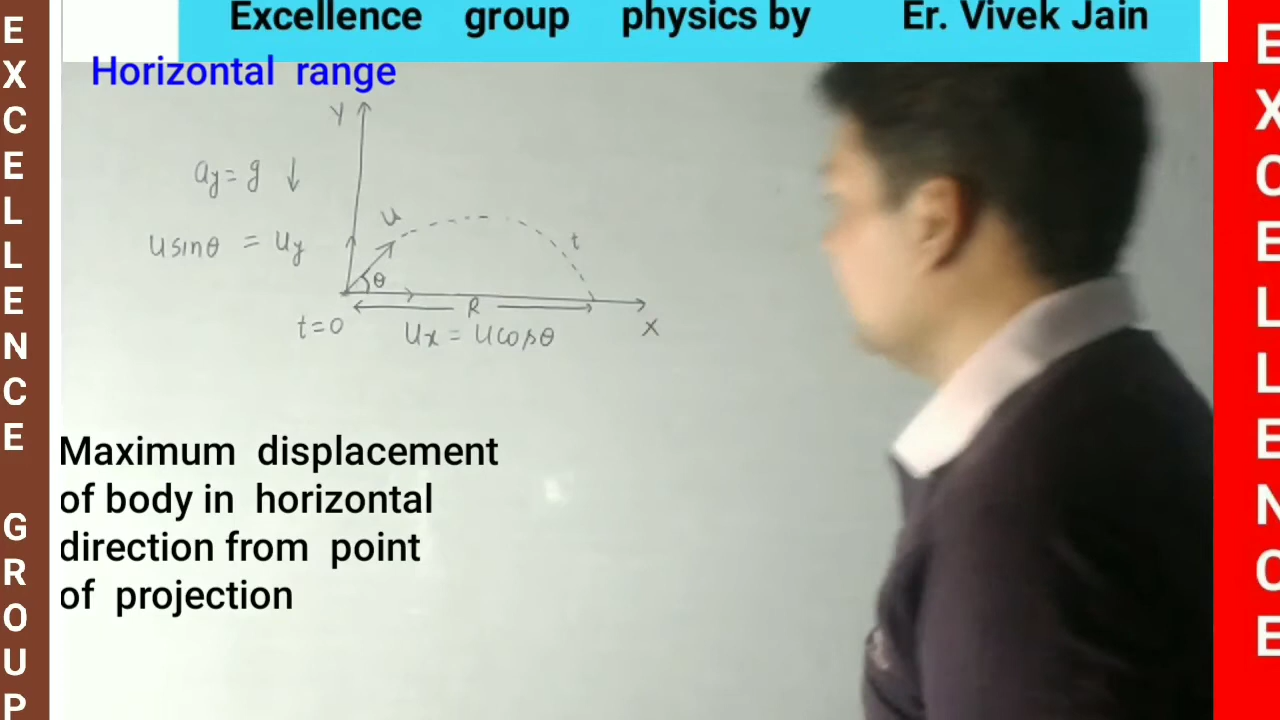 Excellence group physics by Er. Vivek Jain
Horizontal range
Y
ay = g ↓
u
t
usinθ = uy
θ
R
t=0
ux = ucosθ
X
Maximum displacement
of body in horizontal
direction from point
of projection
EXCELLENCE GROUP
EXCELLENCE